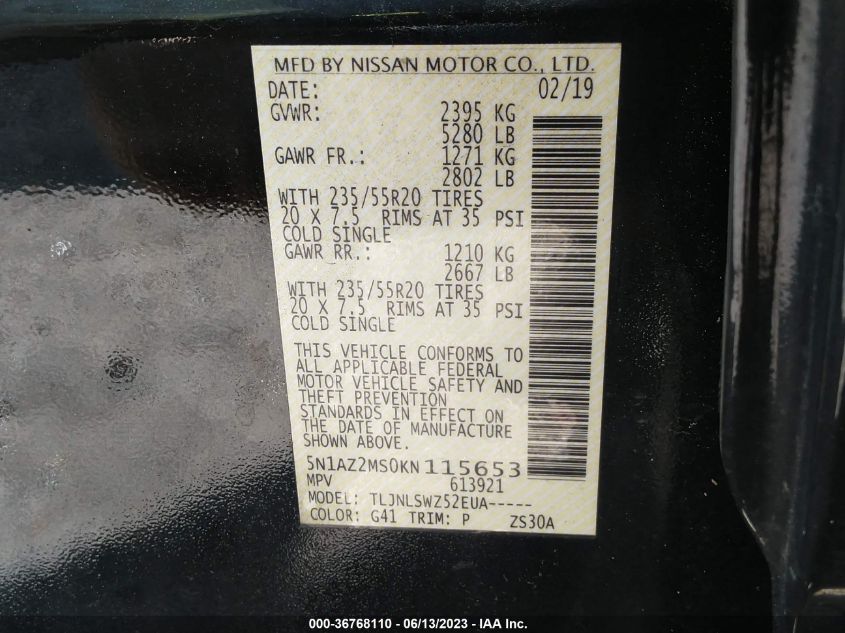 MFD BY NISSAN MOTOR CO., LTD.
DATE: 02/19
GVWR: 2395 KG
5280 LB
GAWR FR.: 1271 KG
2802 LB
WITH 235/55R20 TIRES
20 X 7.5 RIMS AT 35 PSI
COLD SINGLE
GAWR RR.: 1210 KG
2667 LB
WITH 235/55R20 TIRES
20 X 7.5 RIMS AT 35 PSI
COLD SINGLE
THIS VEHICLE CONFORMS TO
ALL APPLICABLE FEDERAL
MOTOR VEHICLE SAFETY AND
THEFT PREVENTION
STANDARDS IN EFFECT ON
THE DATE OF MANUFACTURE
SHOWN ABOVE.
5N1AZ2MS0KN 115653
MPV 613921
MODEL: TLJNLSWZ52EUA-----
COLOR: G41 TRIM: P ZS30A
000-36768110 - 06/13/2023 - IAA Inc.